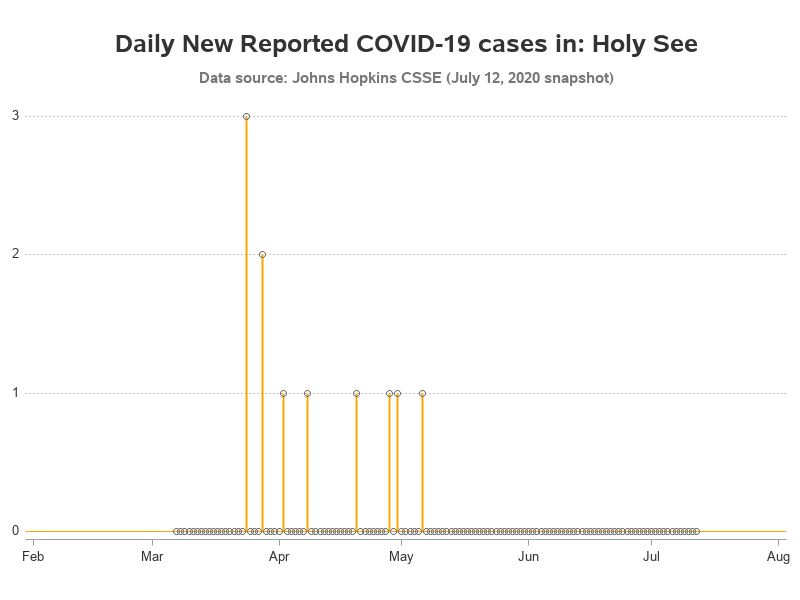 Daily New Reported COVID-19 cases in: Holy See
Data source: Johns Hopkins CSSE (July 12, 2020 snapshot)
3
2
1
0
Feb Mar Apr May Jun Jul Aug